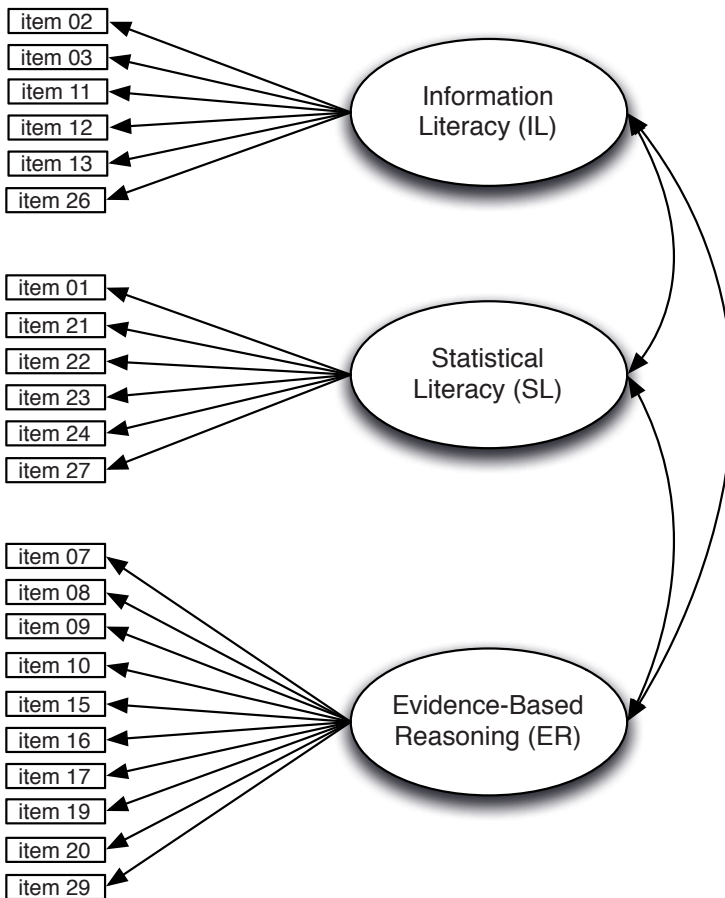 item 02
item 03
item 11
item 12
item 13
item 26
Information
Literacy (IL)
item 01
item 21
item 22
item 23
item 24
item 27
Statistical
Literacy (SL)
item 07
item 08
item 09
item 10
item 15
item 16
item 17
item 19
item 20
item 29
Evidence-Based
Reasoning (ER)